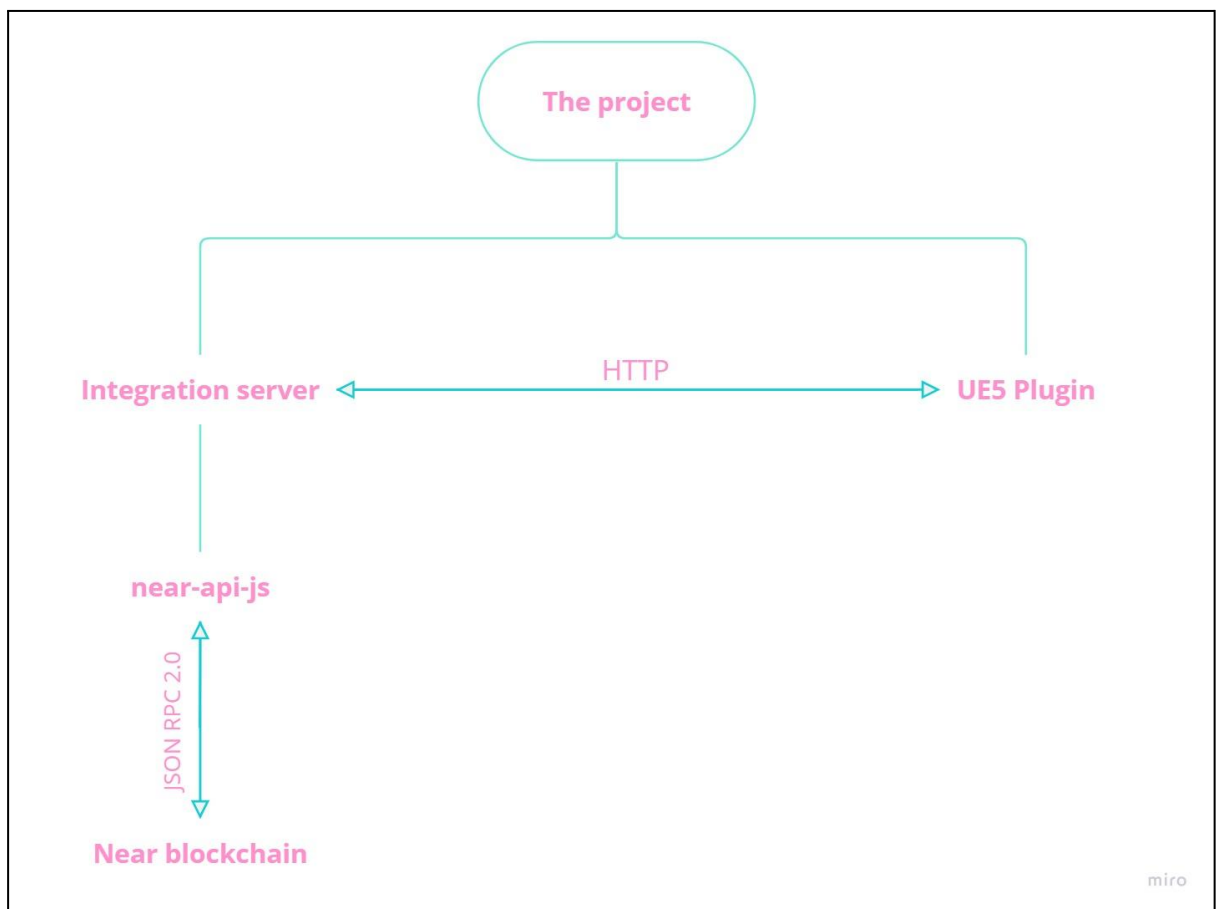 The project
HTTP
Integration server
UE5 Plugin
near-api-js
JSON RPC 2.0
Near blockchain
miro